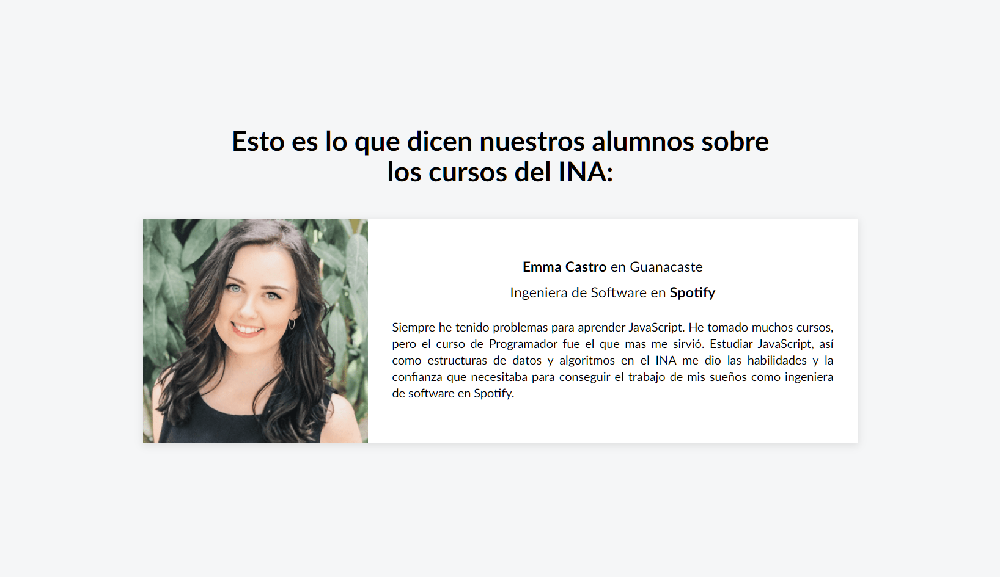 Esto es lo que dicen nuestros alumnos sobre
los cursos del INA:
Emma Castro en Guanacaste
Ingeniera de Software en Spotify
Siempre he tenido problemas para aprender JavaScript. He tomado muchos cursos,
pero el curso de Programador fue el que mas me sirvió. Estudiar JavaScript, así
como estructuras de datos y algoritmos en el INA me dio las habilidades y la
confianza que necesitaba para conseguir el trabajo de mis sueños como ingeniera
de software en Spotify.